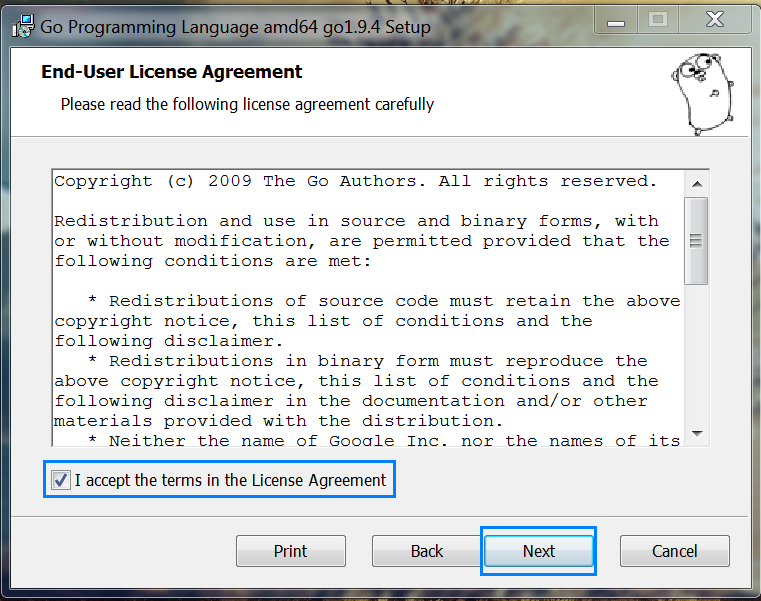 Go Programming Language amd64 go1.9.4 Setup
End-User License Agreement
Please read the following license agreement carefully
Copyright (c) 2009 The Go Authors. All rights reserved.
Redistribution and use in source and binary forms, with
or without modification, are permitted provided that the
following conditions are met:
* Redistributions of source code must retain the above
copyright notice, this list of conditions and the
following disclaimer.
* Redistributions in binary form must reproduce the
above copyright notice, this list of conditions and the
following disclaimer in the documentation and/or other
materials provided with the distribution.
* Neither the name of Google Inc. nor the names of its
I accept the terms in the License Agreement
Print Back Next Cancel